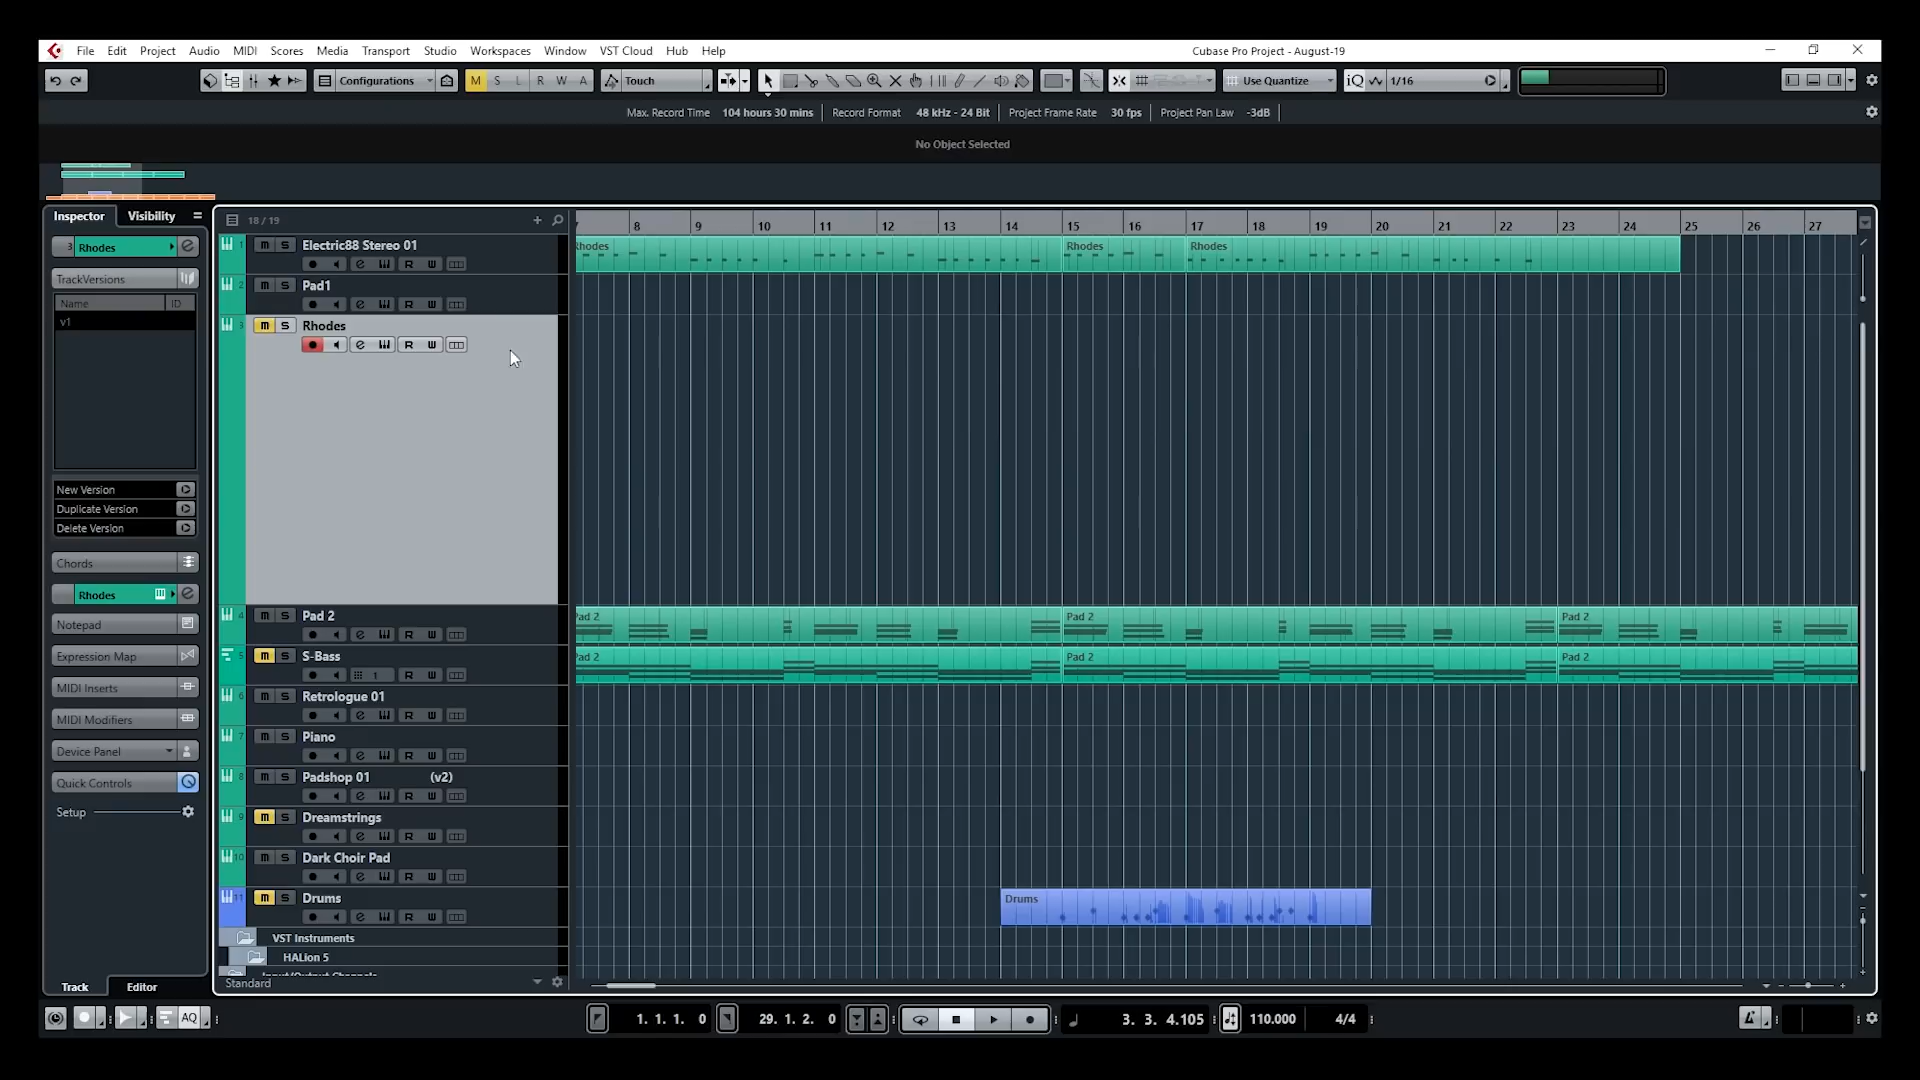 File Edit Project Audio MIDI Scores Media Transport Studio Workspaces Window VST Cloud Hub Help Cubase Pro Project - August-19
Configurations M S L R W A Touch Use Quantize iQ 1/16
Max. Record Time 104 hours 30 mins Record Format 48 kHz - 24 Bit Project Frame Rate 30 fps Project Pan Law -3dB
No Object Selected
Inspector Visibility 18 / 19
8 9 10 11 12 13 14 15 16 17 18 19 20 21 22 23 24 25 26 27
3 Rhodes
TrackVersions
Name ID
v1
New Version
Duplicate Version
Delete Version
Chords
Rhodes
Notepad
Expression Map
MIDI Inserts
MIDI Modifiers
Device Panel
Quick Controls
Setup
Track Editor
1 m S Electric88 Stereo 01
R W
Rhodes Rhodes Rhodes
2 m S Pad1
R W
3 m S Rhodes
R W
4 m S Pad 2
R W
Pad 2 Pad 2 Pad 2
5 m S S-Bass
1 R W
Pad 2 Pad 2 Pad 2
6 m S Retrologue 01
R W
7 m S Piano
R W
8 m S Padshop 01 (v2)
R W
9 m S Dreamstrings
R W
10 m S Dark Choir Pad
R W
11 m S Drums
R W
Drums
VST Instruments
HALion 5
Input/Output Channels
Standard
AQ 1. 1. 1. 0 29. 1. 2. 0 3. 3. 4.105 110.000 4/4